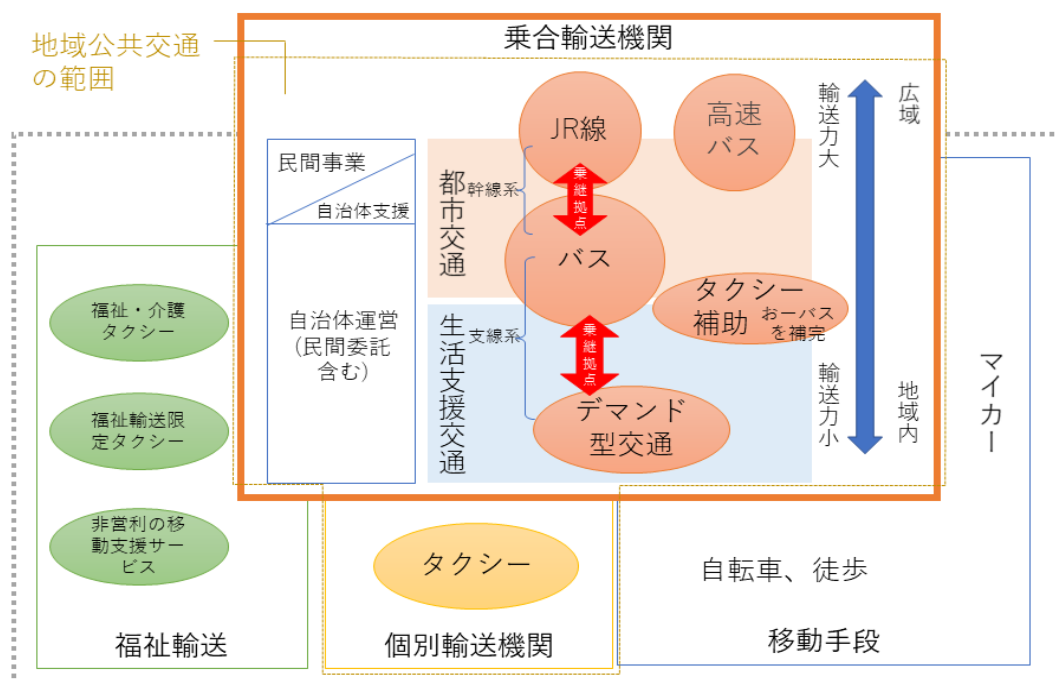 乗合輸送機関
地域公共交通
の範囲
JR線
高速
バス
輸送力大
広域
民間事業
自治体支援
都市交通
幹線系
乗継拠点
バス
タクシー
補助
おーバス
を補完
自治体運営
(民間委託
含む)
生活支援交通
支線系
乗継拠点
デマンド
型交通
輸送力小
地域内
マイカー
福祉・介護
タクシー
福祉輸送限
定タクシー
非営利の移
動支援サー
ビス
福祉輸送
タクシー
個別輸送機関
自転車、徒歩
移動手段